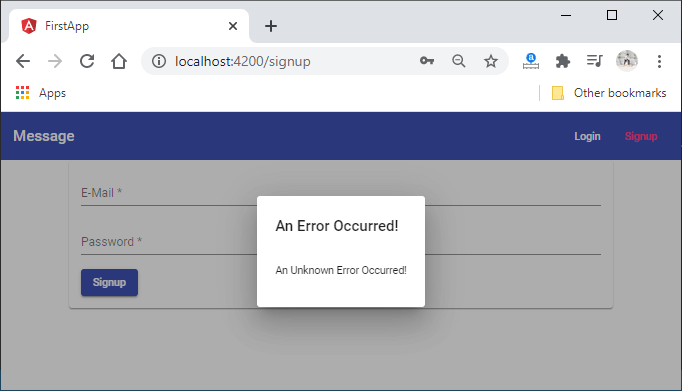 FirstApp
localhost:4200/signup
Apps
Other bookmarks
Message
Login
Signup
E-Mail *
Password *
Signup
An Error Occurred!
An Unknown Error Occurred!